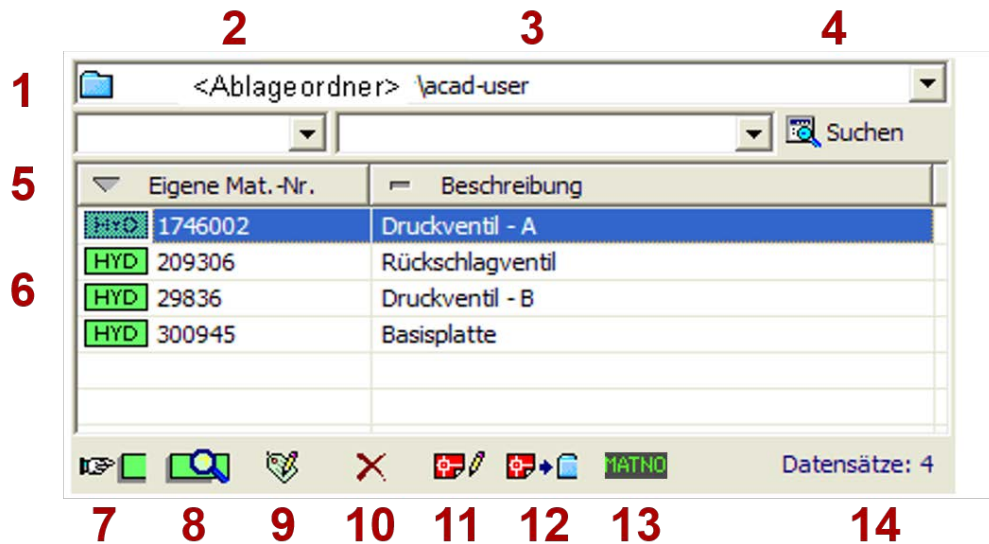 2 3 4
1
<Ablageordner> \acad-user
Suchen
5
Eigene Mat.-Nr. Beschreibung
HYD 1746002 Druckventil - A
HYD 209306 Rückschlagventil
6
HYD 29836 Druckventil - B
HYD 300945 Basisplatte
MATNO Datensätze: 4
7 8 9 10 11 12 13 14